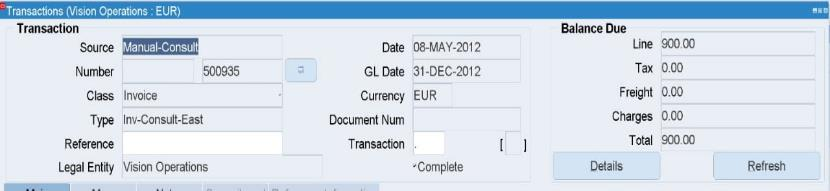 Transactions (Vision Operations : EUR)
Transaction
Source Manual-Consult Date 08-MAY-2012
Number 500935 GL Date 31-DEC-2012
Class Invoice Currency EUR
Type Inv-Consult-East Document Num
Reference Transaction . [ ]
Legal Entity Vision Operations Complete
Balance Due
Line 900.00
Tax 0.00
Freight 0.00
Charges 0.00
Total 900.00
Details Refresh